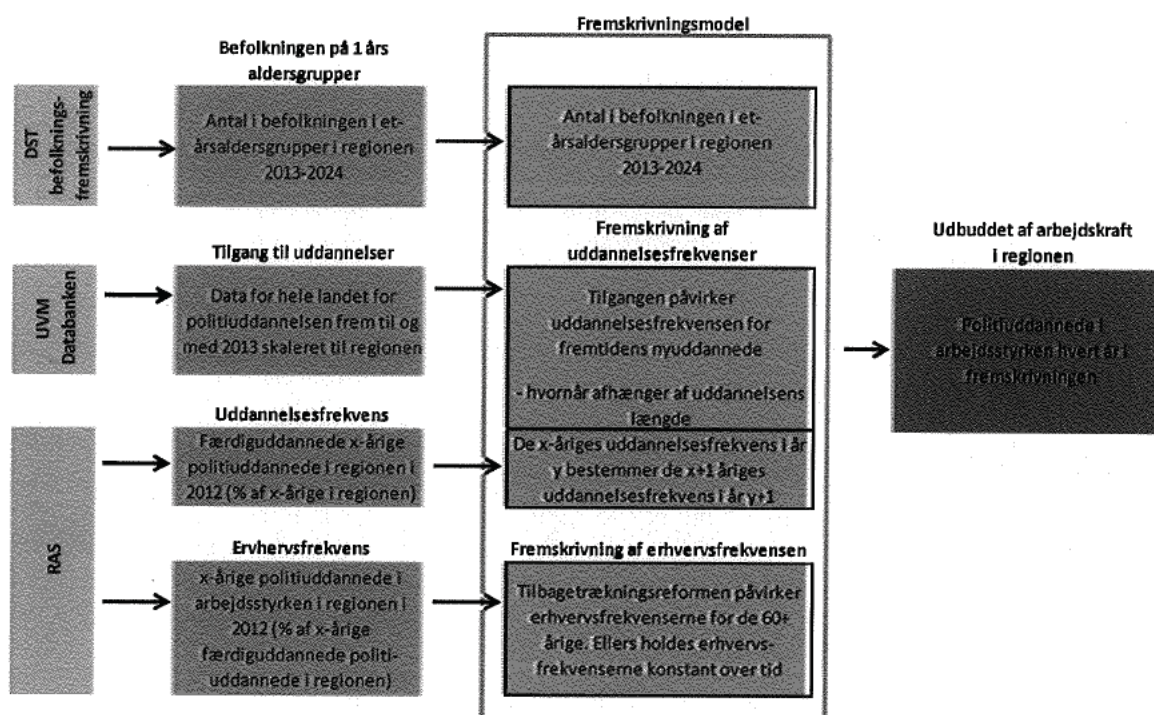 Fremskrivningsmodel
Befolkningen på 1 års
aldersgrupper
DST
befolknings-
fremskrivning
Antal i befolkningen i et-
årsaldersgrupper i regionen
2013-2024
Antal i befolkningen i et-
årsaldersgrupper i regionen
2013-2024
Tilgang til uddannelser
Fremskrivning af
uddannelsesfrekvenser
Udbuddet af arbejdskraft
i regionen
UVM
Databanken
Data for hele landet for
politiuddannelsen frem til og
med 2013 skaleret til regionen
Tilgangen påvirker
uddannelsesfrekvensen for
fremtidens nyuddannede
- hvornår afhænger af uddannelsens
længde
Politiuddannede i
arbejdsstyrken hvert år i
fremskrivningen
Uddannelsesfrekvens
RAS
Færdiguddannede x-årige
politiuddannede i regionen i
2012 (% af x-årige i regionen)
De x-åriges uddannelsesfrekvens i år
y bestemmer de x+1 åriges
uddannelsesfrekvens i år y+1
Ervhervsfrekvens
Fremskrivning af erhvervsfrekvensen
x-årige politiuddannede i
arbejdsstyrken i regionen i
2012 (% af x-årige
færdiguddannede politi-
uddannede i regionen)
Tilbagetrækningsreformen påvirker
erhvervsfrekvenserne for de 60+
årige. Ellers holdes erhvervs-
frekvenserne konstant over tid